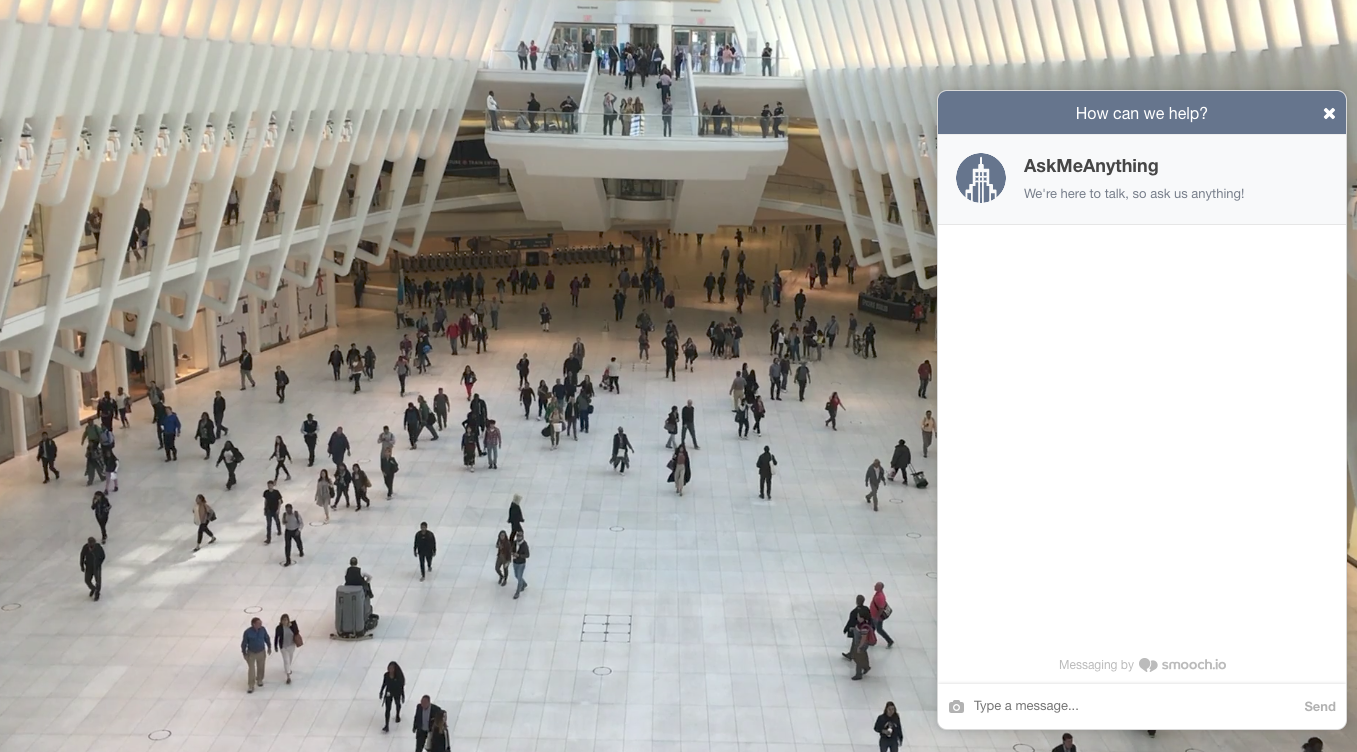 How can we help?
AskMeAnything
We're here to talk, so ask us anything!
Messaging by smooch.io
Type a message...
Send